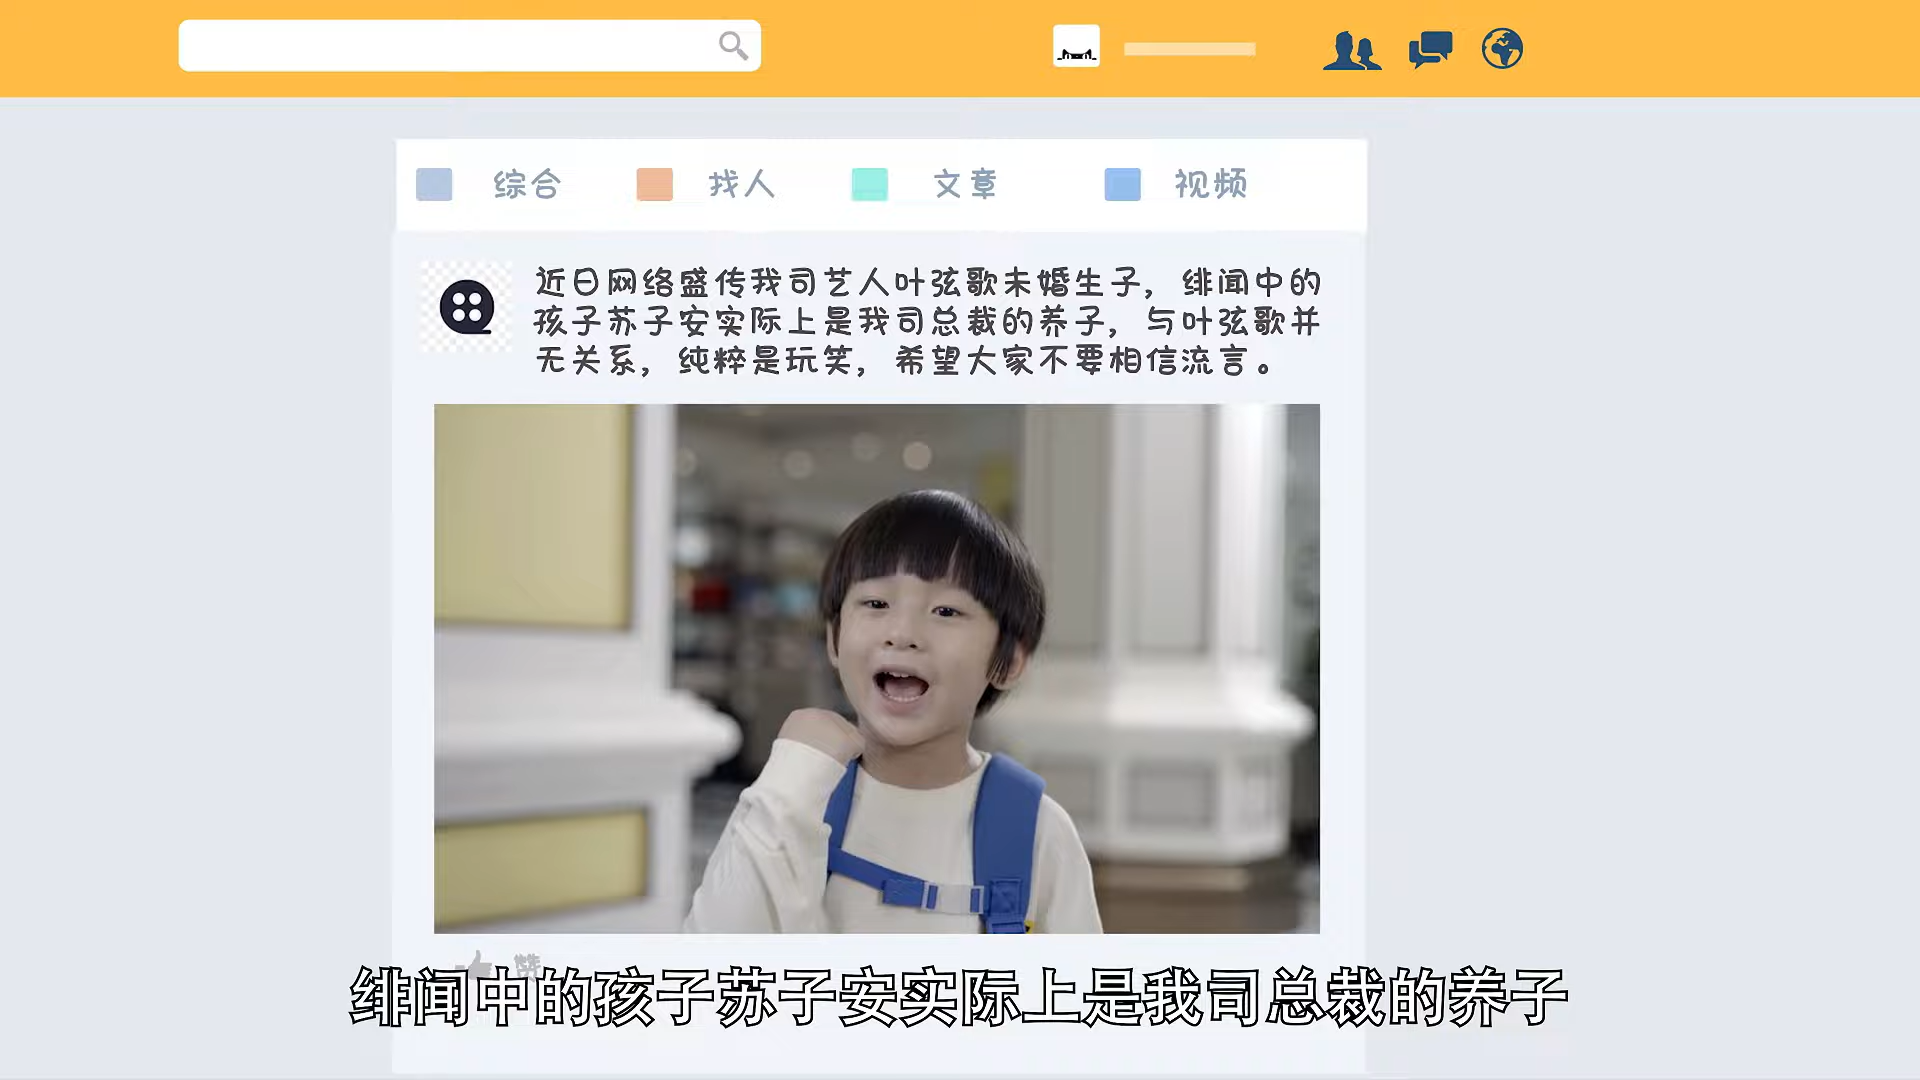 综合 找人 文章 视频
近日网络盛传我司艺人叶弦歌未婚生子，绯闻中的
孩子苏子安实际上是我司总裁的养子，与叶弦歌并
无关系，纯粹是玩笑，希望大家不要相信流言。
赞
绯闻中的孩子苏子安实际上是我司总裁的养子